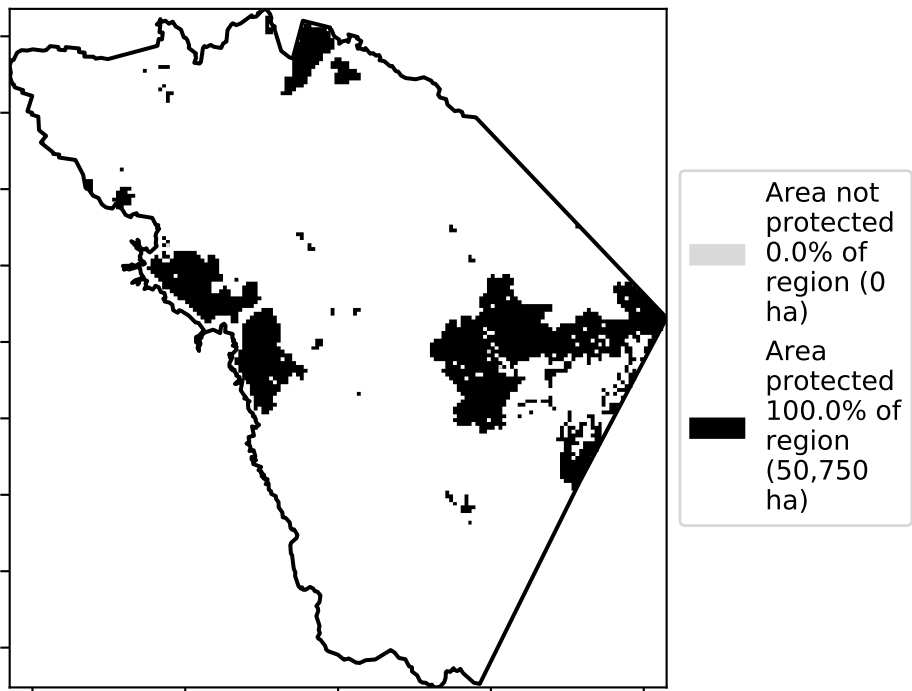 Area not
protected
0.0% of
region (0
ha)
Area
protected
100.0% of
region
(50,750
ha)